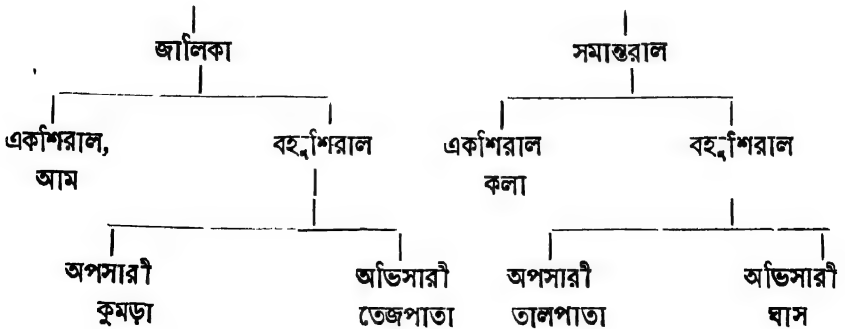 জালিকা সমান্তরাল
একশিরাল, বহুশিরাল একশিরাল বহুশিরাল
আম কলা
অপসারী অভিসারী অপসারী অভিসারী
কুমড়া তেজপাতা তালপাতা ঘাস